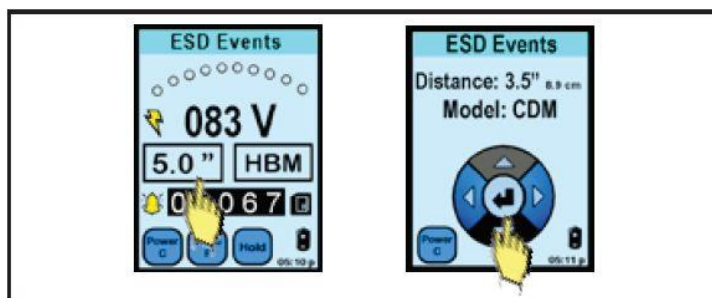 ESD Events
083 V
5.0 ”
HBM
067
Power
C
Hold
05:10 p
ESD Events
Distance: 3.5” 8.9 cm
Model: CDM
Power
C
05:11 p